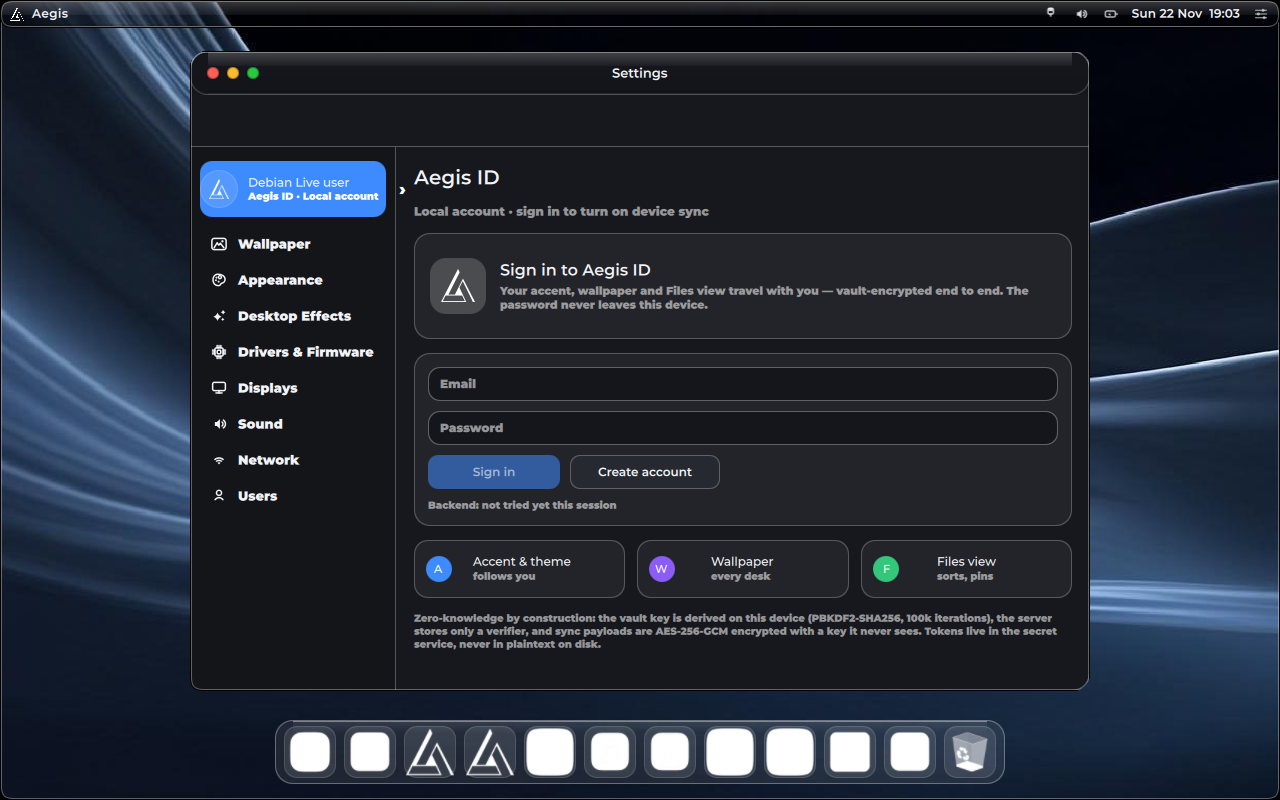 Aegis
Sun 22 Nov 19:03
Settings
Debian Live user
Aegis ID · Local account
Wallpaper
Appearance
Desktop Effects
Drivers & Firmware
Displays
Sound
Network
Users
Aegis ID
Local account · sign in to turn on device sync
Sign in to Aegis ID
Your accent, wallpaper and Files view travel with you — vault-encrypted end to end. The
password never leaves this device.
Email
Password
Sign in
Create account
Backend: not tried yet this session
A
Accent & theme
follows you
W
Wallpaper
every desk
F
Files view
sorts, pins
Zero-knowledge by construction: the vault key is derived on this device (PBKDF2-SHA256, 100k iterations), the server
stores only a verifier, and sync payloads are AES-256-GCM encrypted with a key it never sees. Tokens live in the secret
service, never in plaintext on disk.